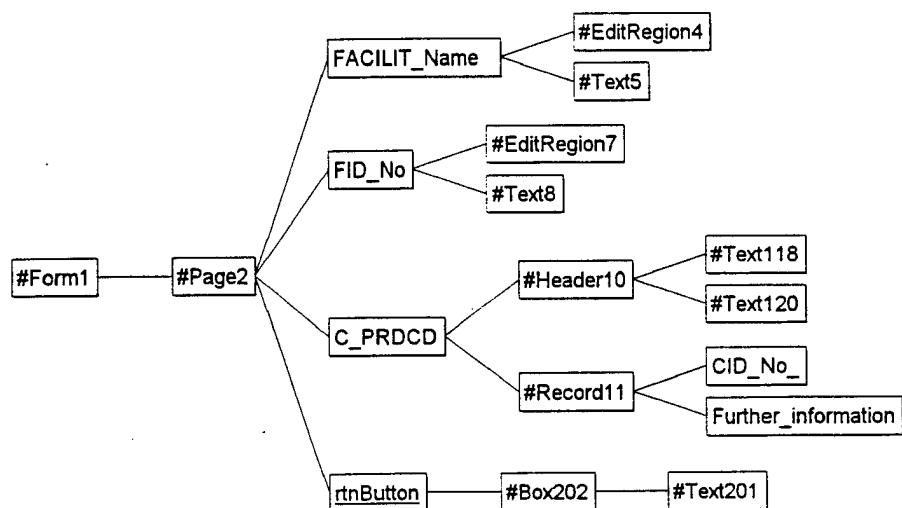 #EditRegion4
FACILIT_Name
#Text5
#EditRegion7
FID_No
#Text8
#Text118
#Form1
#Page2
#Header10
#Text120
C_PRDCD
CID_No_
#Record11
Further_information
rtnButton
#Box202
#Text201